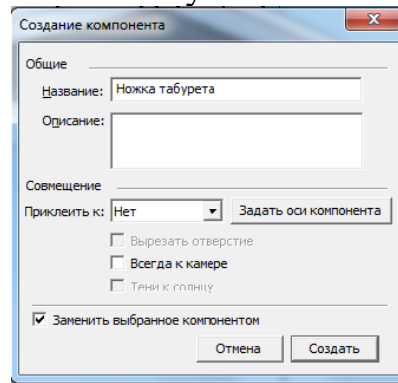 Создание компонента
Общие
Название: Ножка табурета
Описание:
Совмещение
Приклеить к: Нет Задать оси компонента
Вырезать отверстие
Всегда к камере
Тени к солнцу
Заменить выбранное компонентом
Отмена Создать